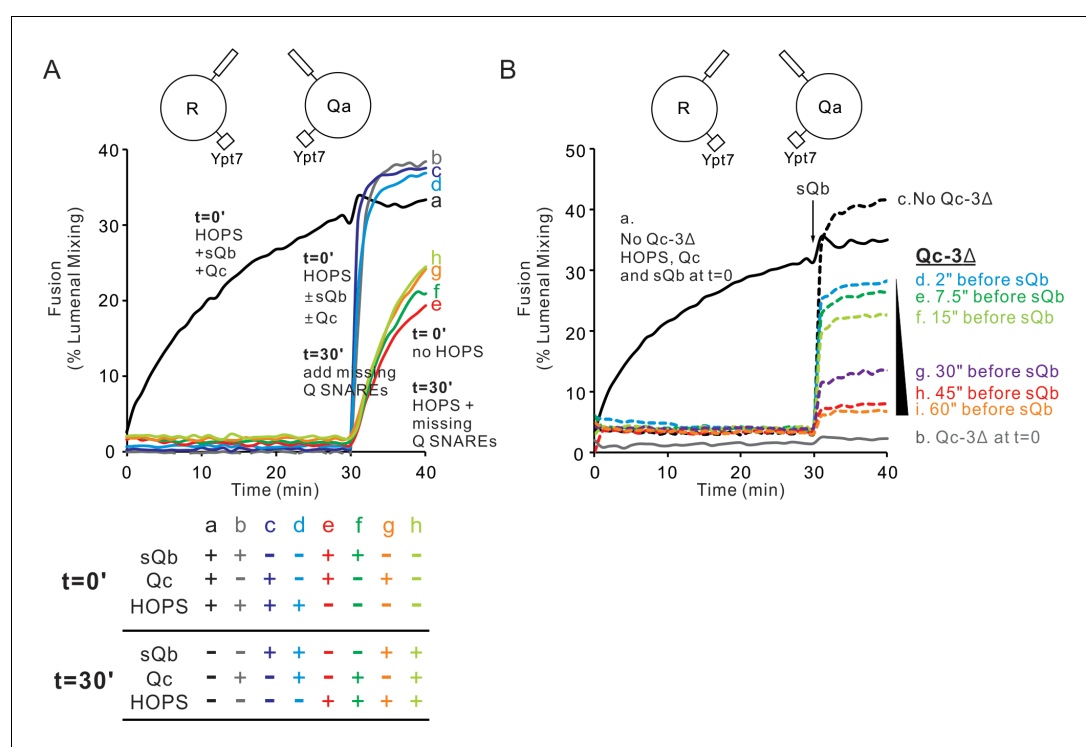 A
R
Qa
Ypt7
Ypt7
Fusion
(% Lumenal Mixing)
40
30
20
10
0
0
10
20
30
40
Time (min)
t=0'
HOPS
+sQb
+Qc
t=0'
HOPS
±sQb
±Qc
t=30'
add missing
Q SNAREs
b
c
d
a
h
g
f
e
t= 0'
no HOPS
t=30'
HOPS +
missing
Q SNAREs
a b c d e f g h
t=0'
sQb + + - - + + - -
Qc + - + - + - + -
HOPS + + + + - - - -
t=30'
sQb - - + + - - + +
Qc - + - + - + - +
HOPS - - - - + + + +
B
R
Qa
Ypt7
Ypt7
Fusion
(% Lumenal Mixing)
50
40
30
20
10
0
0
10
20
30
40
Time (min)
a.
No Qc-3Δ
HOPS, Qc
and sQb at t=0
sQb
c.No Qc-3Δ
Qc-3Δ
d. 2" before sQb
e. 7.5" before sQb
f. 15" before sQb
g. 30" before sQb
h. 45" before sQb
i. 60" before sQb
b. Qc-3Δ at t=0